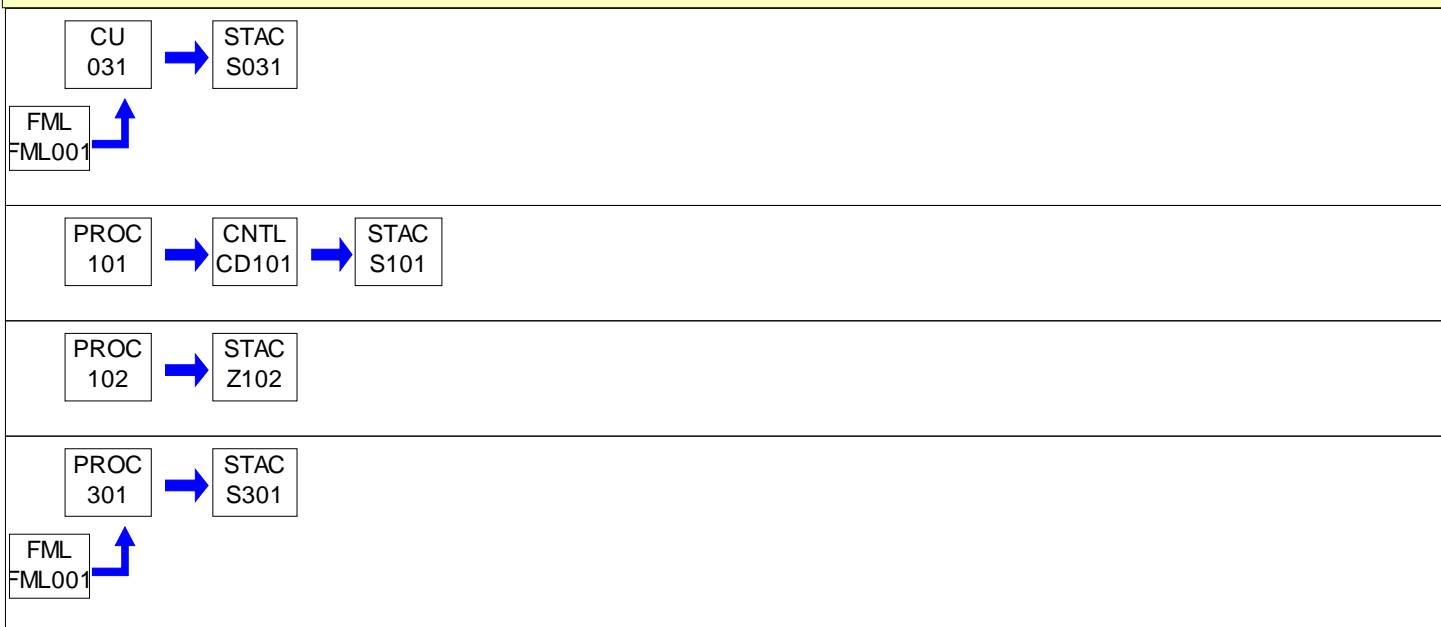 CU
031
STAC
S031
FML
FML001
PROC
101
CNTL
CD101
STAC
S101
PROC
102
STAC
Z102
PROC
301
STAC
S301
FML
FML001